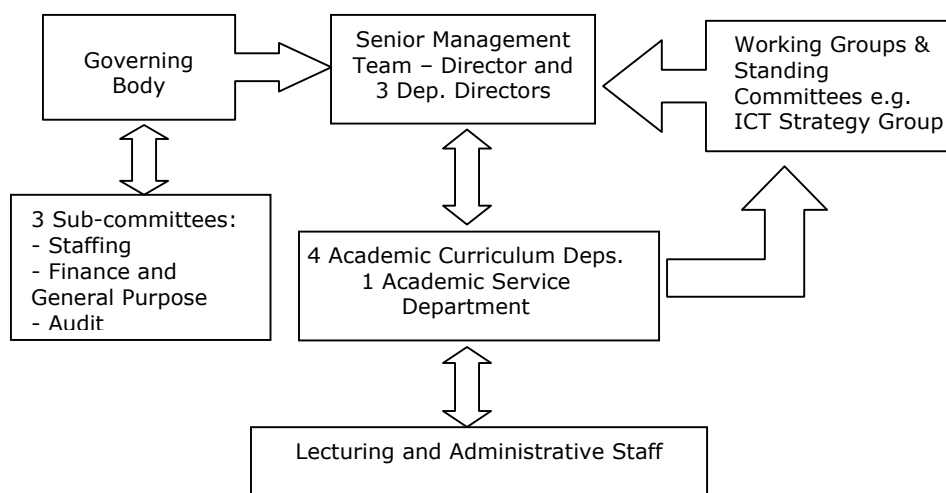 Governing
Body
Senior Management
Team – Director and
3 Dep. Directors
Working Groups &
Standing
Committees e.g.
ICT Strategy Group
3 Sub-committees:
- Staffing
- Finance and
General Purpose
- Audit
4 Academic Curriculum Deps.
1 Academic Service
Department
Lecturing and Administrative Staff